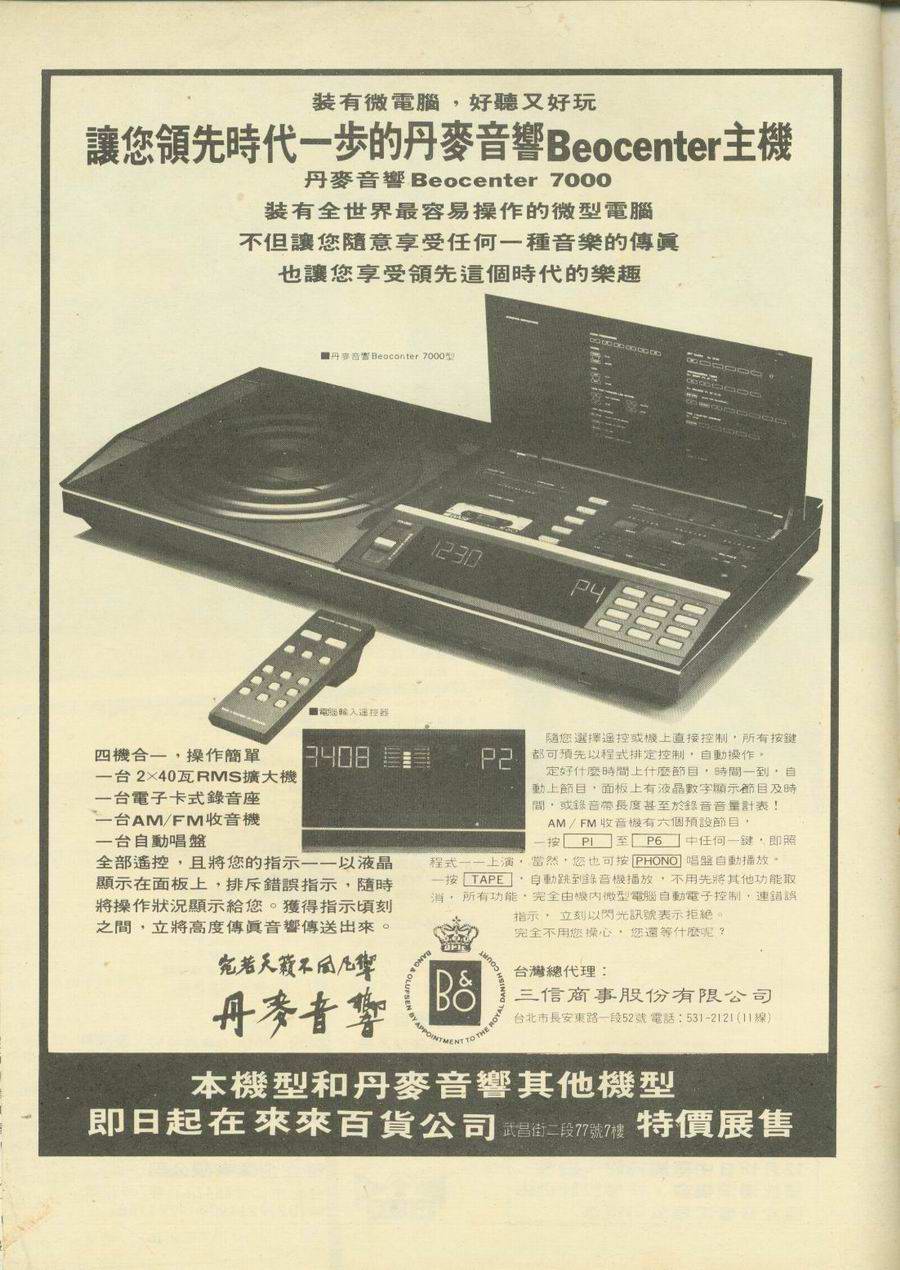 裝有微電腦，好聽又好玩
讓您領先時代一步的丹麥音響Beocenter主機
丹麥音響Beocenter 7000
裝有全世界最容易操作的微型電腦
不但讓您隨意享受任何一種音樂的傳眞
也讓您享受領先這個時代的樂趣
■丹麥音響Beoconter 7000型
1230
P4
■電腦輸入遙控器
四機合一，操作簡單
一台2×40瓦RMS擴大機
一台電子卡式錄音座
一台AM/FM收音機
一台自動唱盤
全部遙控，且將您的指示一一以液晶
顯示在面板上，排斥錯誤指示，隨時
將操作狀況顯示給您。獲得指示頃刻
之間，立將高度傳眞音響傳送出來。
3408
P2
隨您選擇遙控或機上直接控制，所有按鍵
都可預先以程式排定控制，自動操作。
定好什麼時間上什麼節目，時間一到，自
動上節目，面板上有液晶數字顯示節目及時
間，或錄音帶長度甚至於錄音音量計表！
AM／FM收音機有六個預設節目，
一按 P1 至 P6 中任何一鍵，即照
程式一一上演，當然，您也可按 PHONO 唱盤自動播放。
一按 TAPE ，自動跳到錄音機播放，不用先將其他功能取
消，所有功能，完全由機內微型電腦自動電子控制，連錯誤
指示，立刻以閃光訊號表示拒絕。
完全不用您操心，您還等什麼呢？
宛若天籟不同凡響
丹麥音響
B&O
BANG & OLUFSEN BY APPOINTMENT TO THE ROYAL DANISH COURT
台灣總代理：
三信商事股份有限公司
台北市長安東路一段52號 電話：531-2121(11線)
本機型和丹麥音響其他機型
即日起在來來百貨公司 武昌街二段77號7樓 特價展售